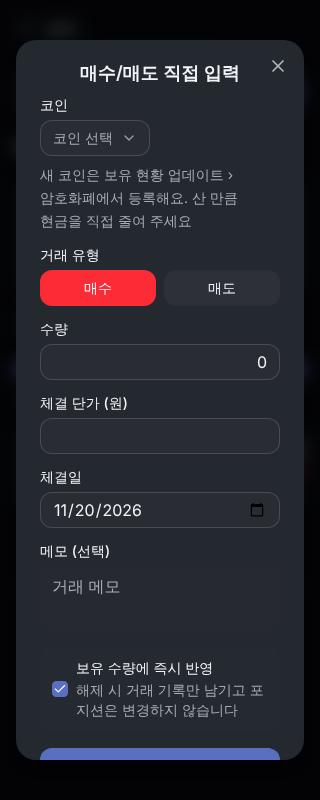 매수/매도 직접 입력
코인
코인 선택
새 코인은 보유 현황 업데이트 ›
암호화폐에서 등록해요. 산 만큼
현금을 직접 줄여 주세요
거래 유형
매수
매도
수량
0
체결 단가 (원)
체결일
11/20/2026
메모 (선택)
거래 메모
보유 수량에 즉시 반영
해제 시 거래 기록만 남기고 포
지션은 변경하지 않습니다